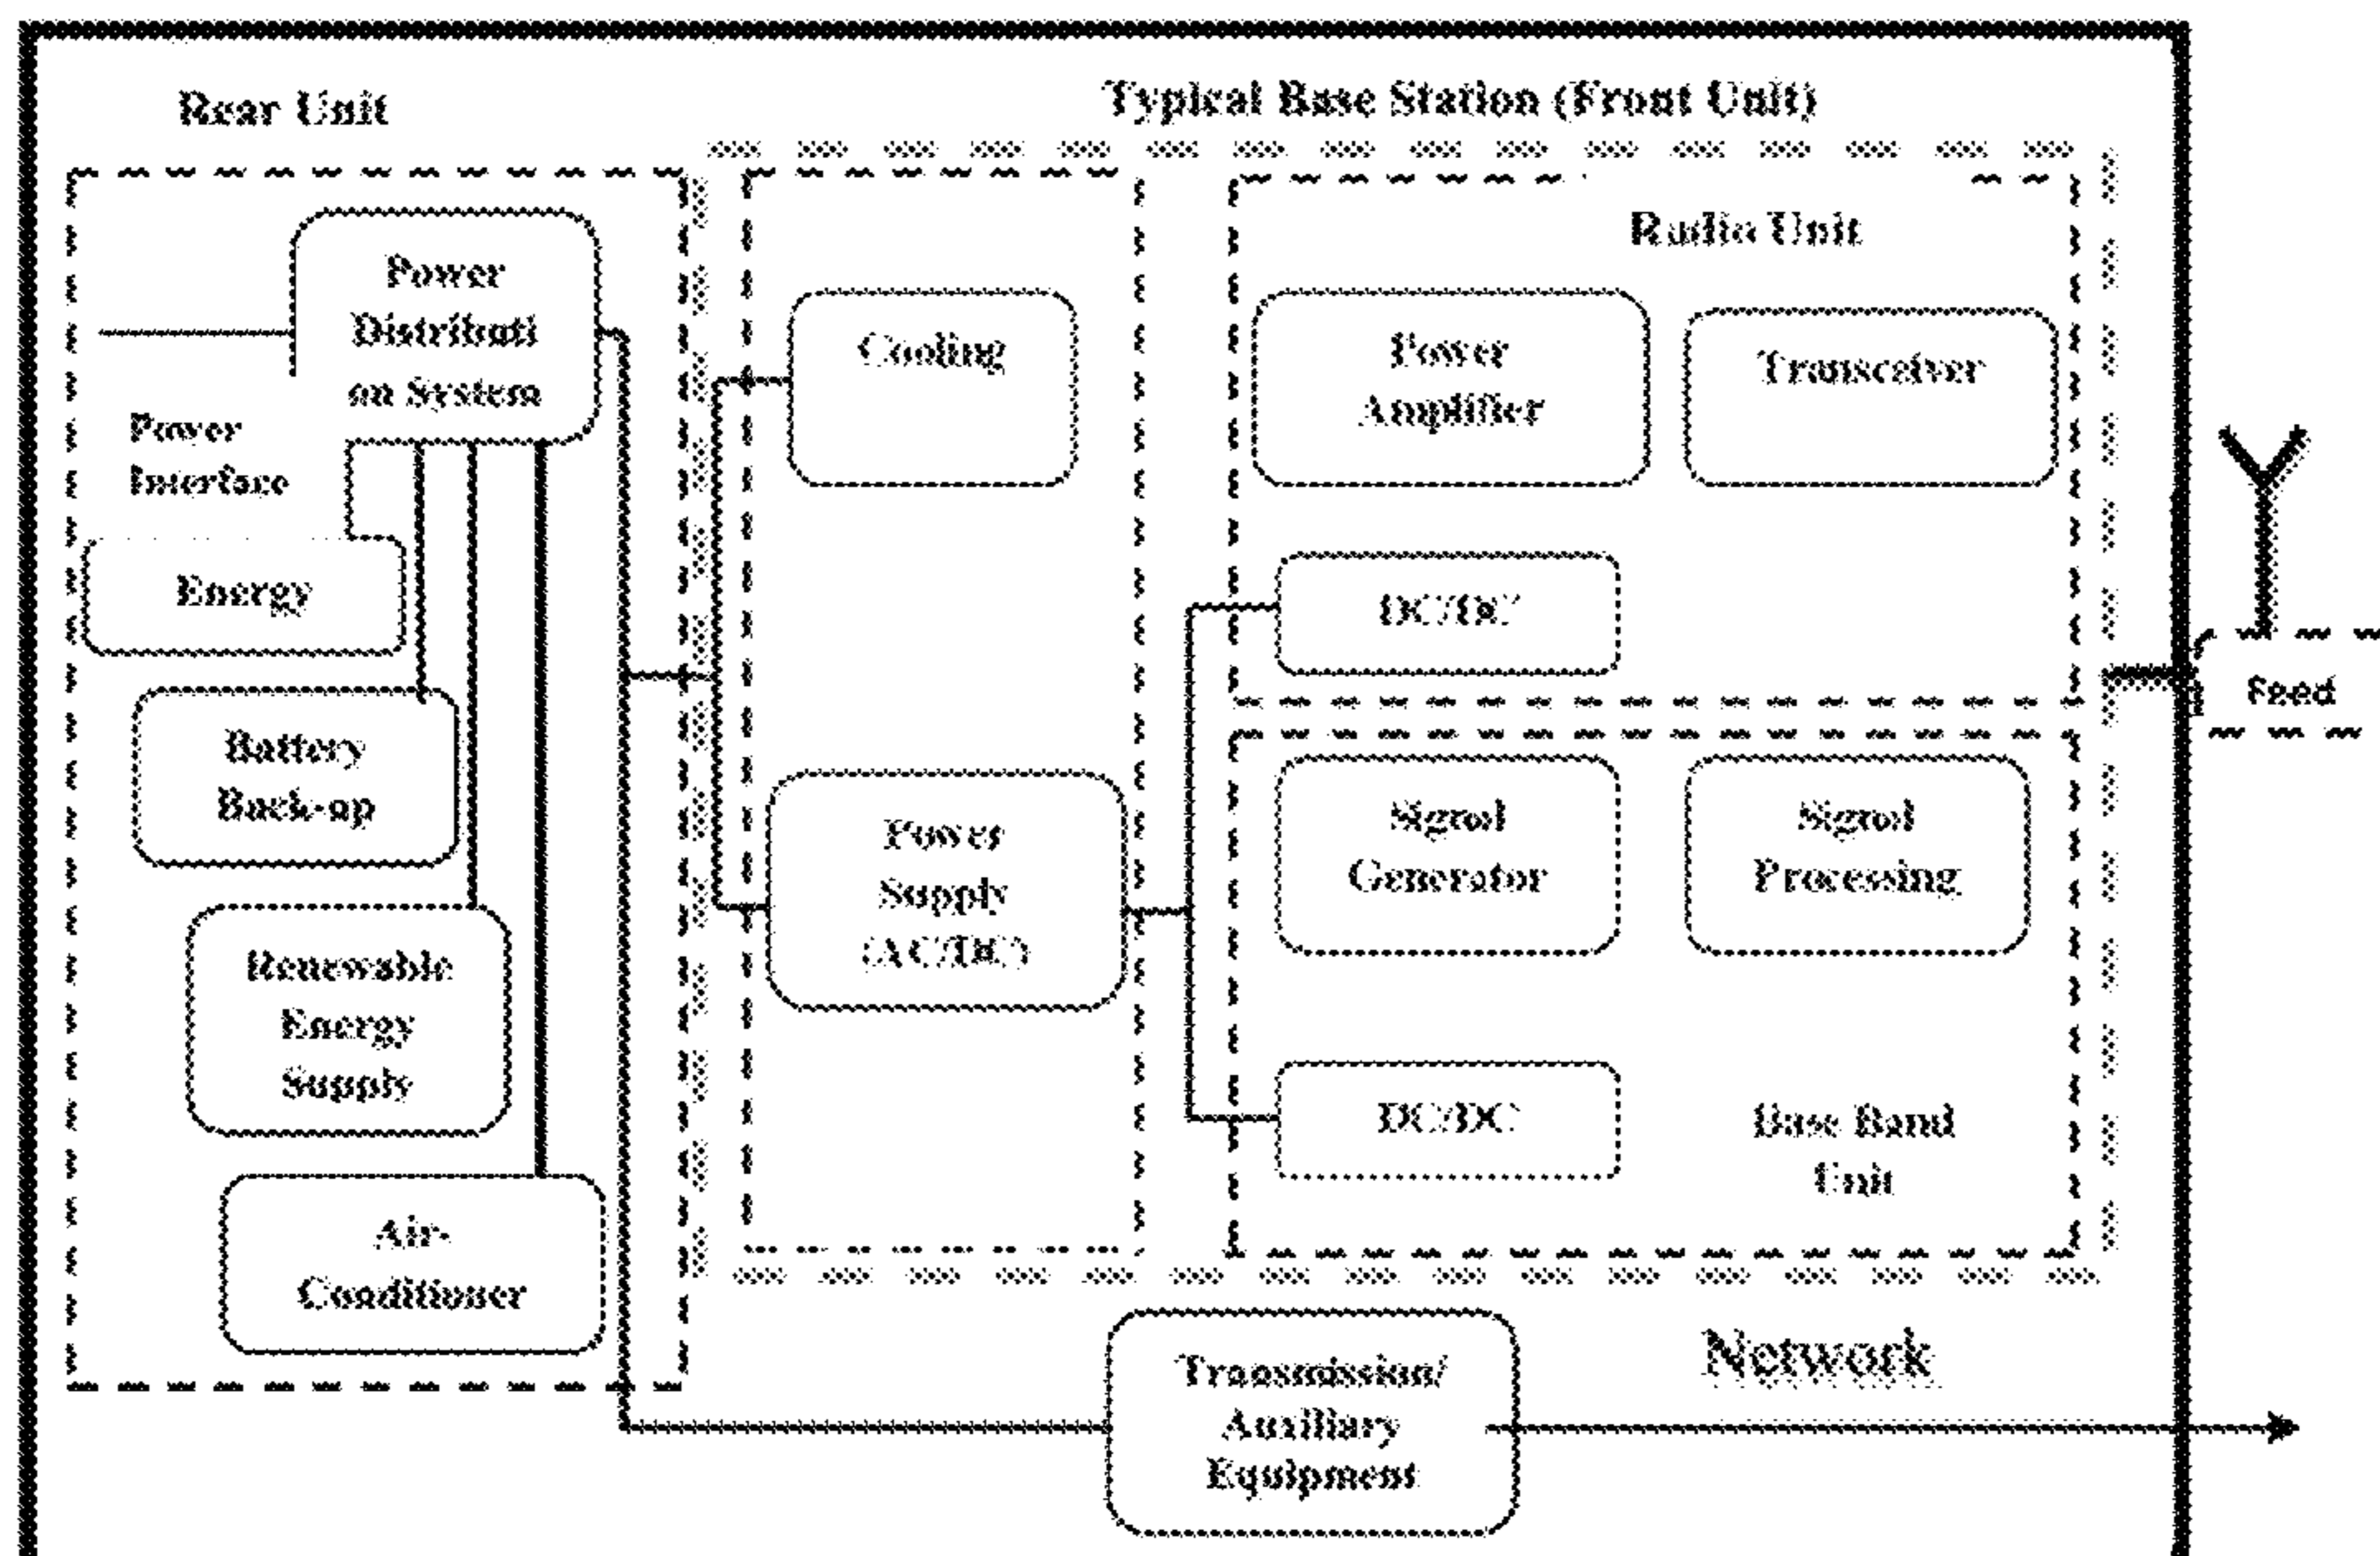 Rear Unit
Typical Base Station (Front Unit)
Power
Distributi
on System
Power
Interface
Energy
Battery
Back-up
Renewable
Energy
Supply
Air-
Conditioner
Cooling
Power
Supply
(AC/DC)
Radio Unit
Power
Amplifier
Transceiver
DC/DC
Signal
Generator
Signal
Processing
DC/DC
Base Band
Unit
Feed
Transmission/
Auxiliary
Equipment
Network